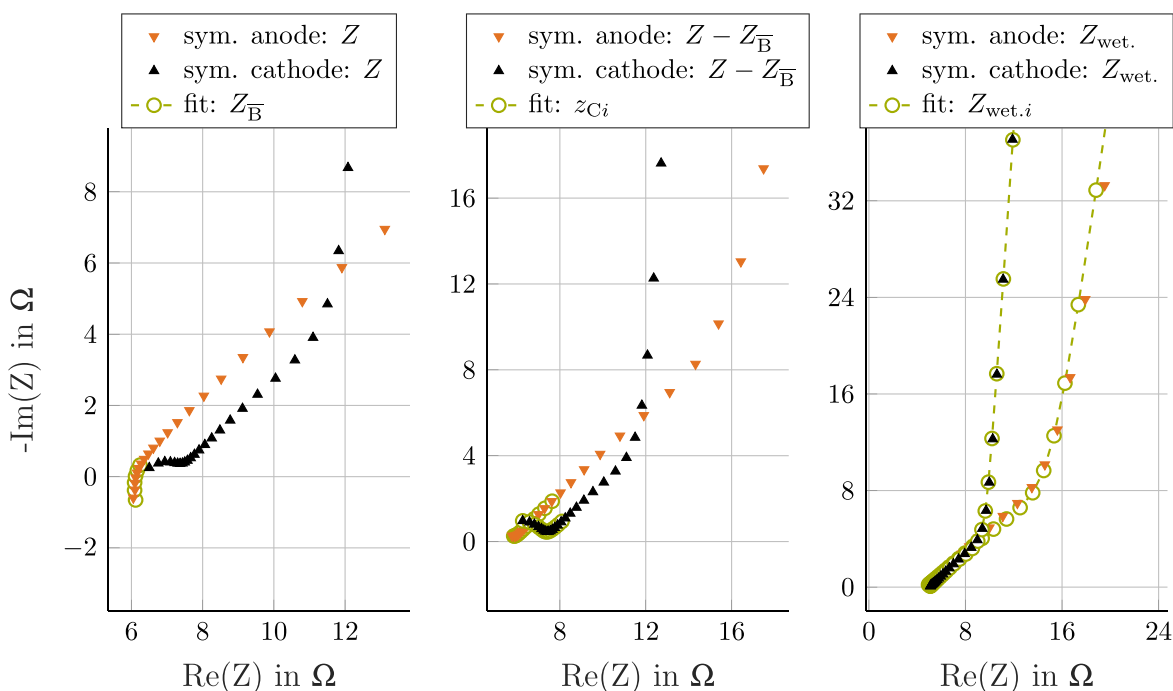 sym. anode: Z
sym. cathode: Z
fit: Z_B̅
sym. anode: Z − Z_B̅
sym. cathode: Z − Z_B̅
fit: z_Ci
sym. anode: Z_wet.
sym. cathode: Z_wet.
fit: Z_wet.i
-Im(Z) in Ω
8
6
4
2
0
−2
6 8 10 12
Re(Z) in Ω
16
12
8
4
0
8 12 16
Re(Z) in Ω
32
24
16
8
0
0 8 16 24
Re(Z) in Ω